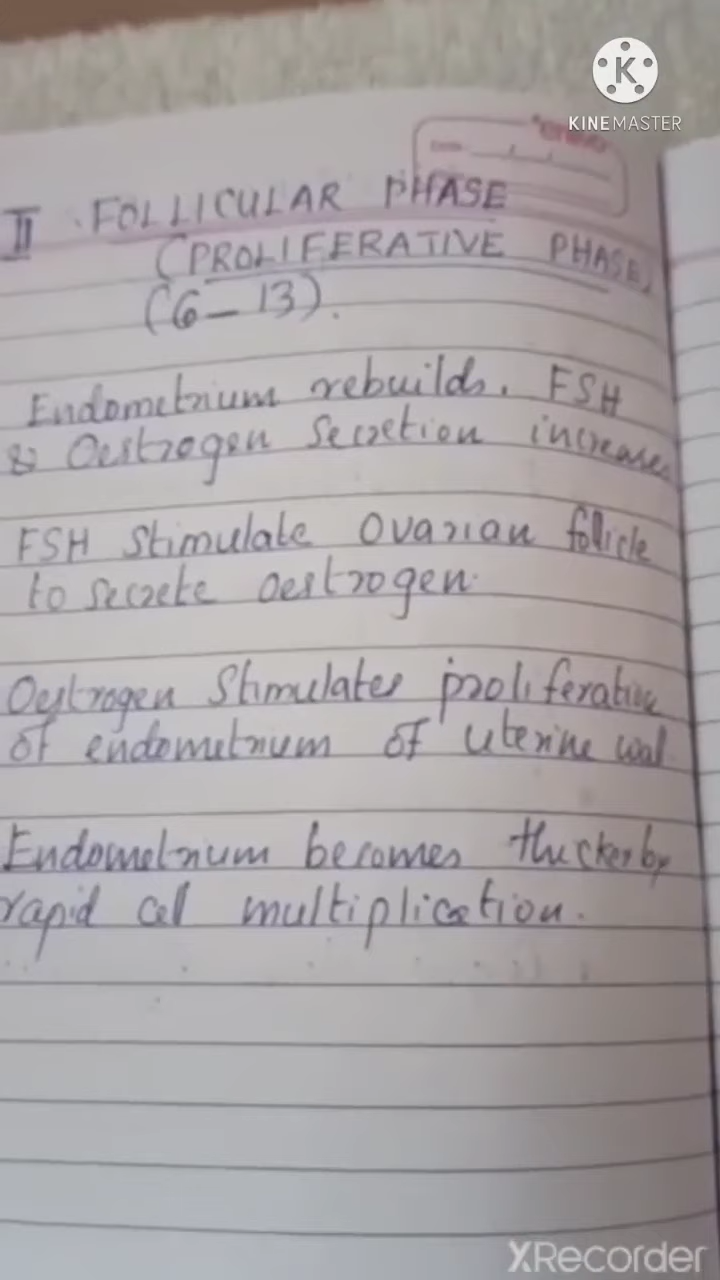 KINEMASTER
II . FOLLICULAR PHASE
(PROLIFERATIVE PHASE)
(6-13).
Endometrium rebuilds. FSH
& Oestrogen secretion increases
FSH stimulate ovarian follicle
to secrete oestrogen.
Oestrogen stimulates proliferation
of endometrium of uterine wall
Endometrium becomes thicker by
rapid cell multiplication.
XRecorder